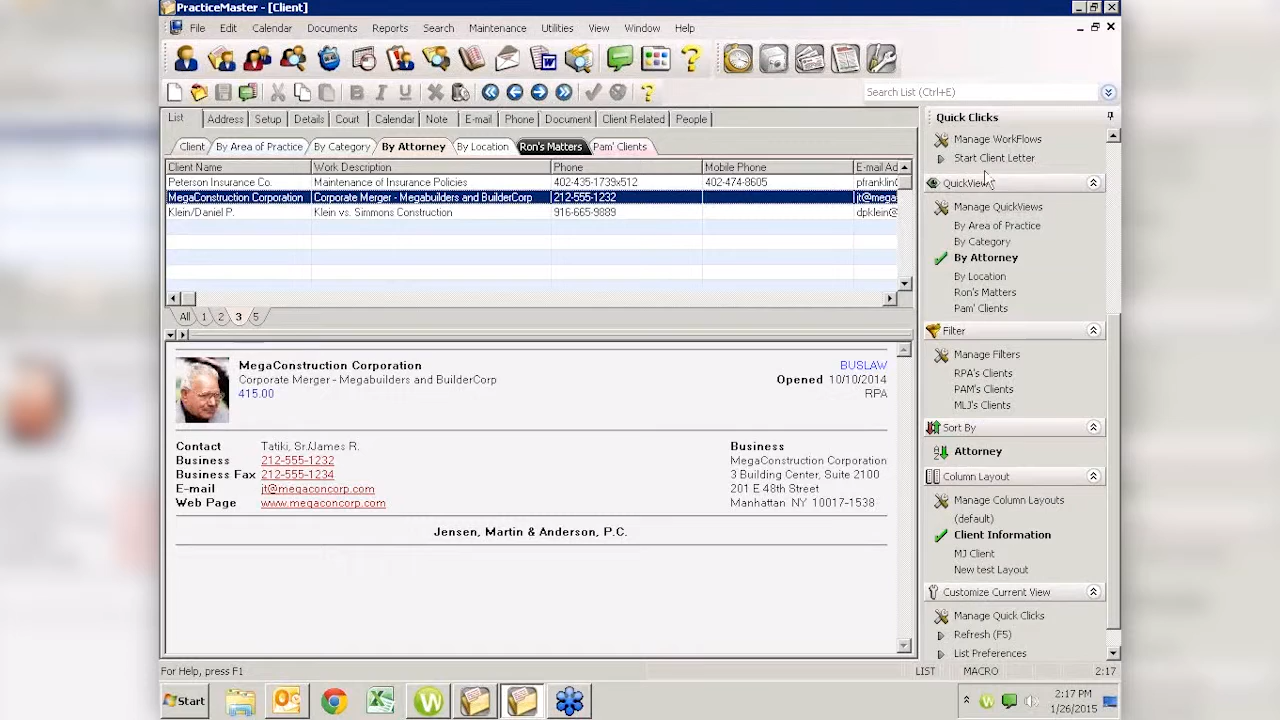 PracticeMaster - [Client]
File Edit Calendar Documents Reports Search Maintenance Utilities View Window Help
Search List (Ctrl+E)
List Address Setup Details Court Calendar Note E-mail Phone Document Client Related People
Client By Area of Practice By Category By Attorney By Location Ron's Matters Pam' Clients
Client Name Work Description Phone Mobile Phone E-mail Ad
Peterson Insurance Co. Maintenance of Insurance Policies 402-435-1739x512 402-474-8605 pfranklin@
MegaConstruction Corporation Corporate Merger - Megabuilders and BuilderCorp 212-555-1232 jt@mega
Klein/Daniel P. Klein vs. Simmons Construction 916-665-9889 dpklein@
All 1 2 3 5
MegaConstruction Corporation BUSLAW
Corporate Merger - Megabuilders and BuilderCorp Opened 10/10/2014
415.00 RPA
Contact Tatiki, Sr/James R. Business
Business 212-555-1232 MegaConstruction Corporation
Business Fax 212-555-1234 3 Building Center, Suite 2100
E-mail jt@megaconcorp.com 201 E 48th Street
Web Page www.megaconcorp.com Manhattan NY 10017-1538
Jensen, Martin & Anderson, P.C.
Quick Clicks
Manage WorkFlows
Start Client Letter
QuickViews
Manage QuickViews
By Area of Practice
By Category
By Attorney
By Location
Ron's Matters
Pam' Clients
Filter
Manage Filters
RPA's Clients
PAM's Clients
MLJ's Clients
Sort By
Attorney
Column Layout
Manage Column Layouts
(default)
Client Information
MJ Client
New test Layout
Customize Current View
Manage Quick Clicks
Refresh (F5)
List Preferences
For Help, press F1 LIST MACRO 2:17
Start
2:17 PM
1/26/2015